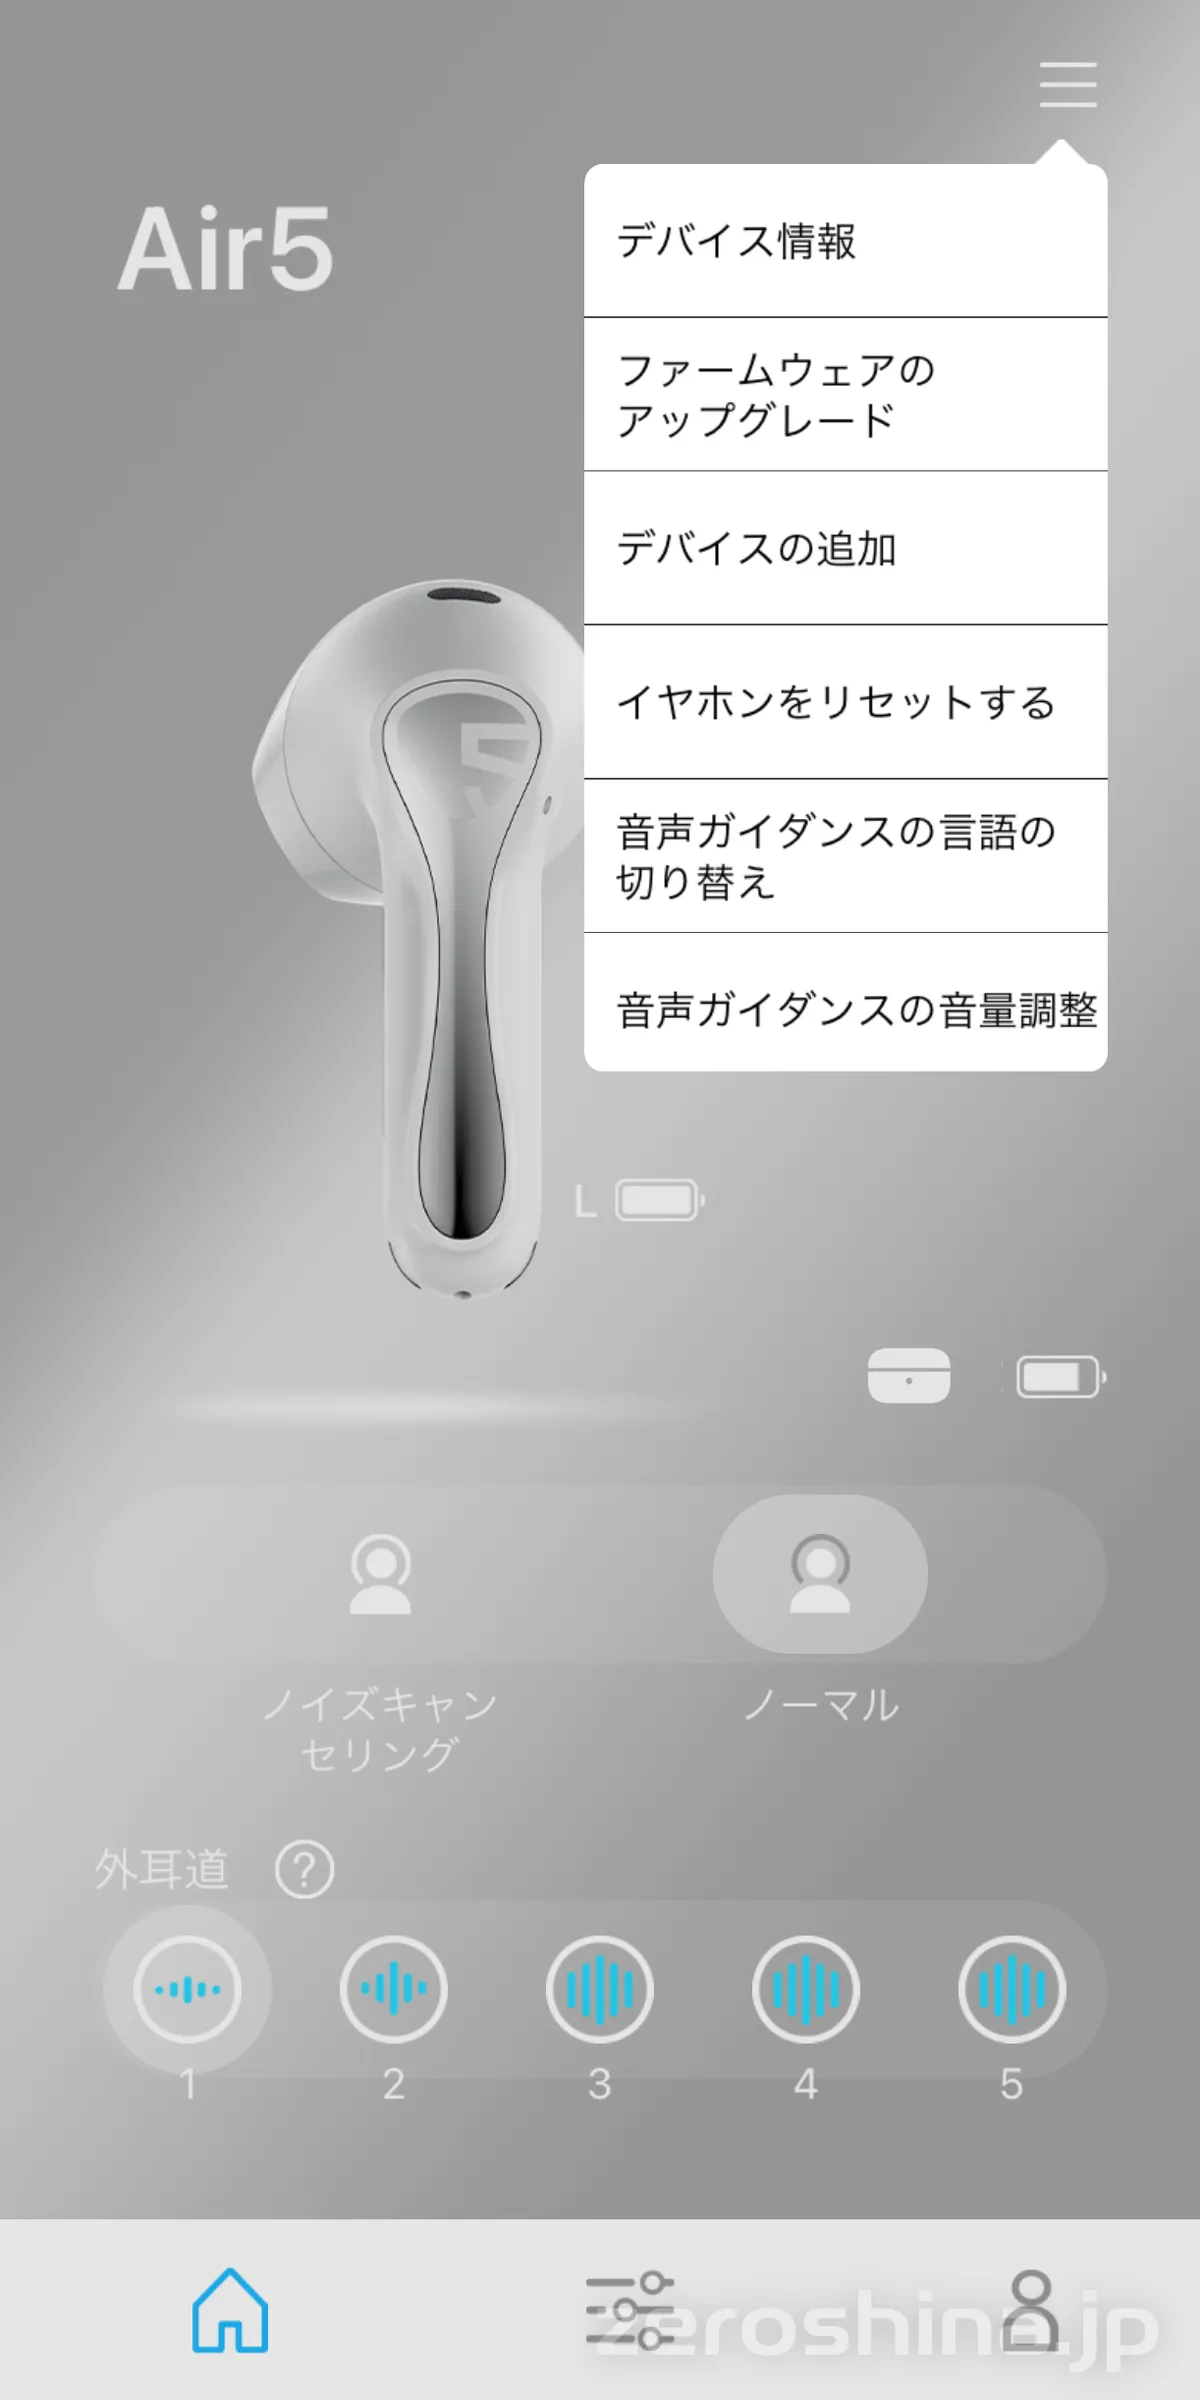 Air5
デバイス情報
ファームウェアの
アップグレード
デバイスの追加
イヤホンをリセットする
音声ガイダンスの言語の
切り替え
音声ガイダンスの音量調整
L
ノイズキャン
セリング
ノーマル
外耳道 ?
1 2 3 4 5
zeroshina.jp